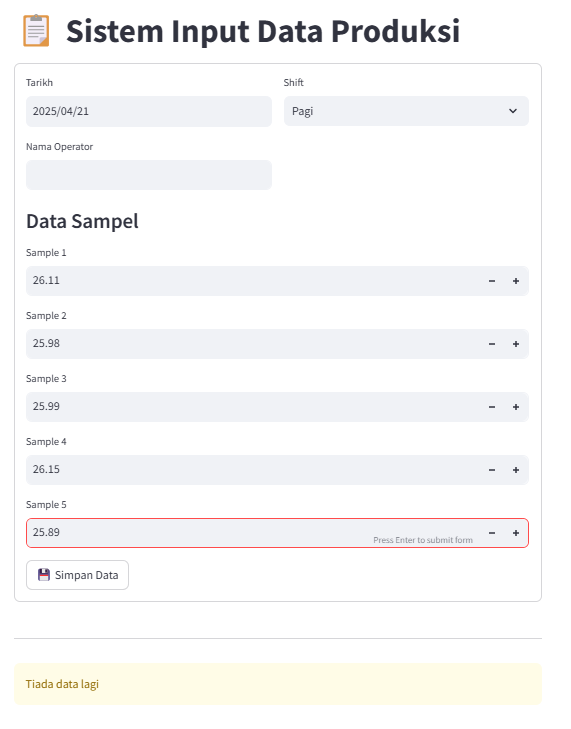 Sistem Input Data Produksi
Tarikh
Shift
2025/04/21
Pagi
Nama Operator
Data Sampel
Sample 1
26.11
Sample 2
25.98
Sample 3
25.99
Sample 4
26.15
Sample 5
25.89
Press Enter to submit form
Simpan Data
Tiada data lagi